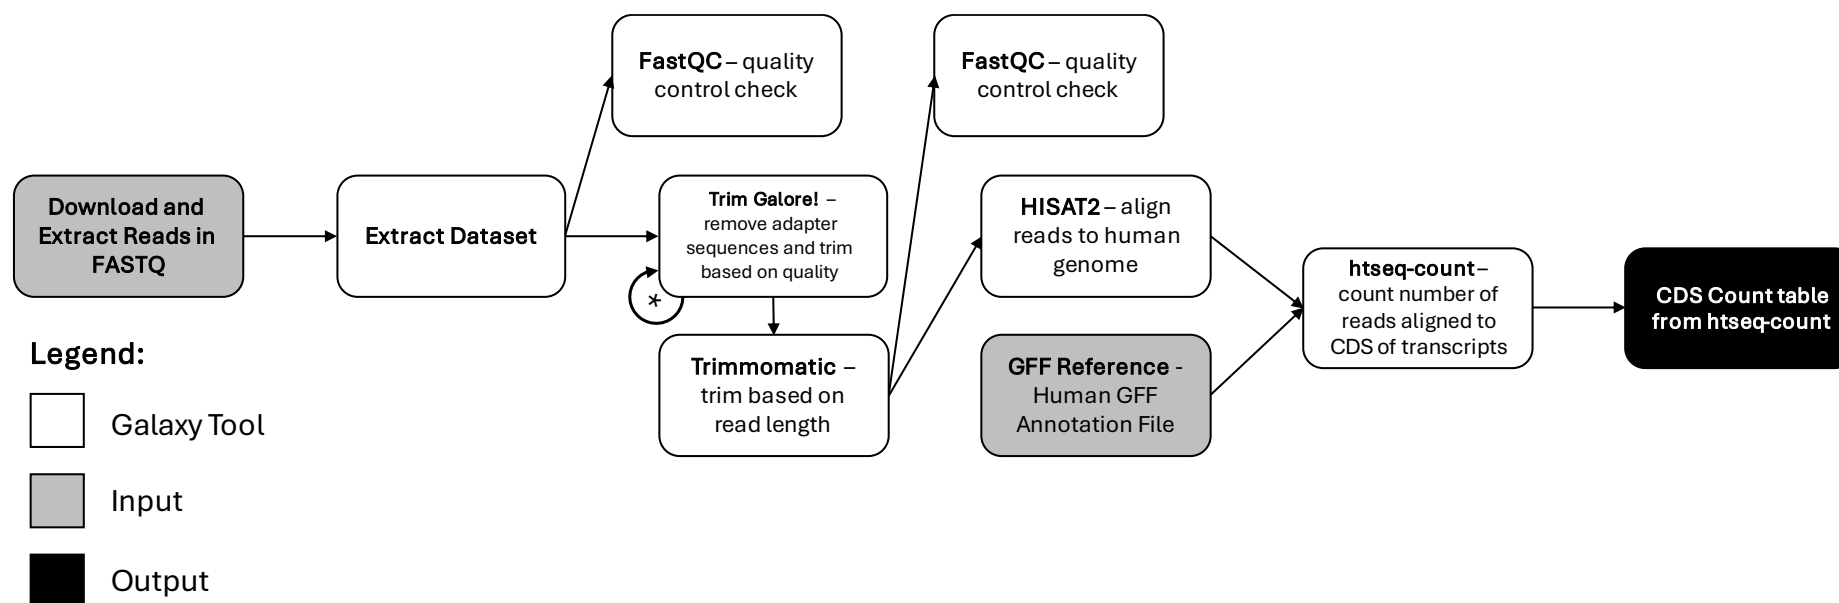 FastQC – quality
control check
FastQC – quality
control check
Download and
Extract Reads in
FASTQ
Extract Dataset
Trim Galore! –
remove adapter
sequences and trim
based on quality
*
HISAT2 – align
reads to human
genome
htseq-count –
count number of
reads aligned to
CDS of transcripts
CDS Count table
from htseq-count
Trimmomatic –
trim based on
read length
GFF Reference -
Human GFF
Annotation File
Legend:
Galaxy Tool
Input
Output